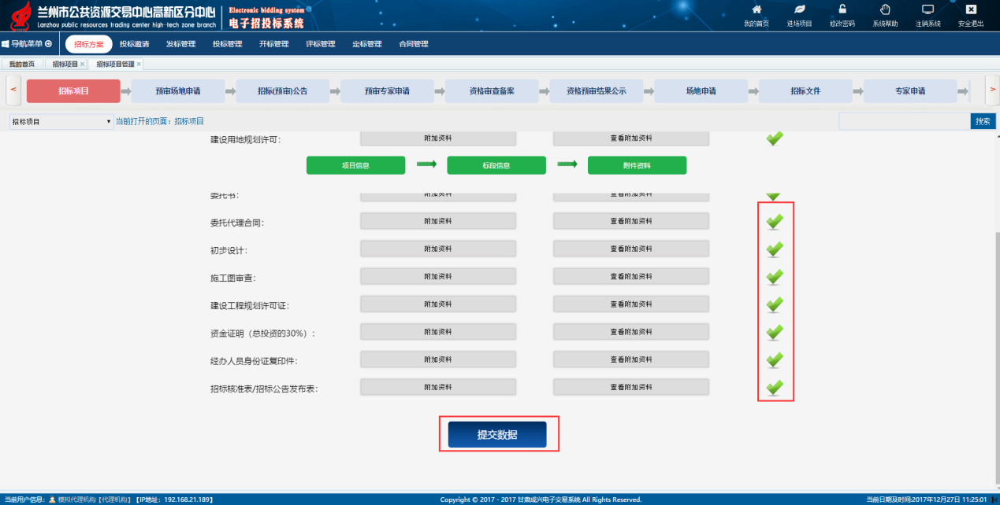 兰州市公共资源交易中心高新区分中心
Lanzhou public resources trading center high-tech zone branch
Electronic bidding system
电子招投标系统
我的首页 进场项目 修改密码 系统帮助 注销系统 安全退出
导航菜单 招标方案 投标邀请 发标管理 投标管理 开标管理 评标管理 定标管理 合同管理
我的首页 招标项目 × 招标项目管理 ×
< 招标项目 预审场地申请 招标(预审)公告 预审专家申请 资格审查备案 资格预审结果公示 场地申请 招标文件 专家申请 >
招标项目 当前打开的页面：招标项目 搜索
建设用地规划许可： 附加资料 查看附加资料
项目信息 标段信息 附件资料
委托书： 附加资料 查看附加资料
委托代理合同： 附加资料 查看附加资料
初步设计： 附加资料 查看附加资料
施工图审查： 附加资料 查看附加资料
建设工程规划许可证： 附加资料 查看附加资料
资金证明（总投资的30%）： 附加资料 查看附加资料
经办人员身份证复印件： 附加资料 查看附加资料
招标核准表/招标公告发布表： 附加资料 查看附加资料
提交数据
当前用户信息： 模拟代理机构【代理机构】【IP地址：192.168.21.189】 Copyright © 2017 - 2017 甘肃成兴电子交易系统 All Rights Reserved. 当前日期及时间:2017年12月27日 11:25:01